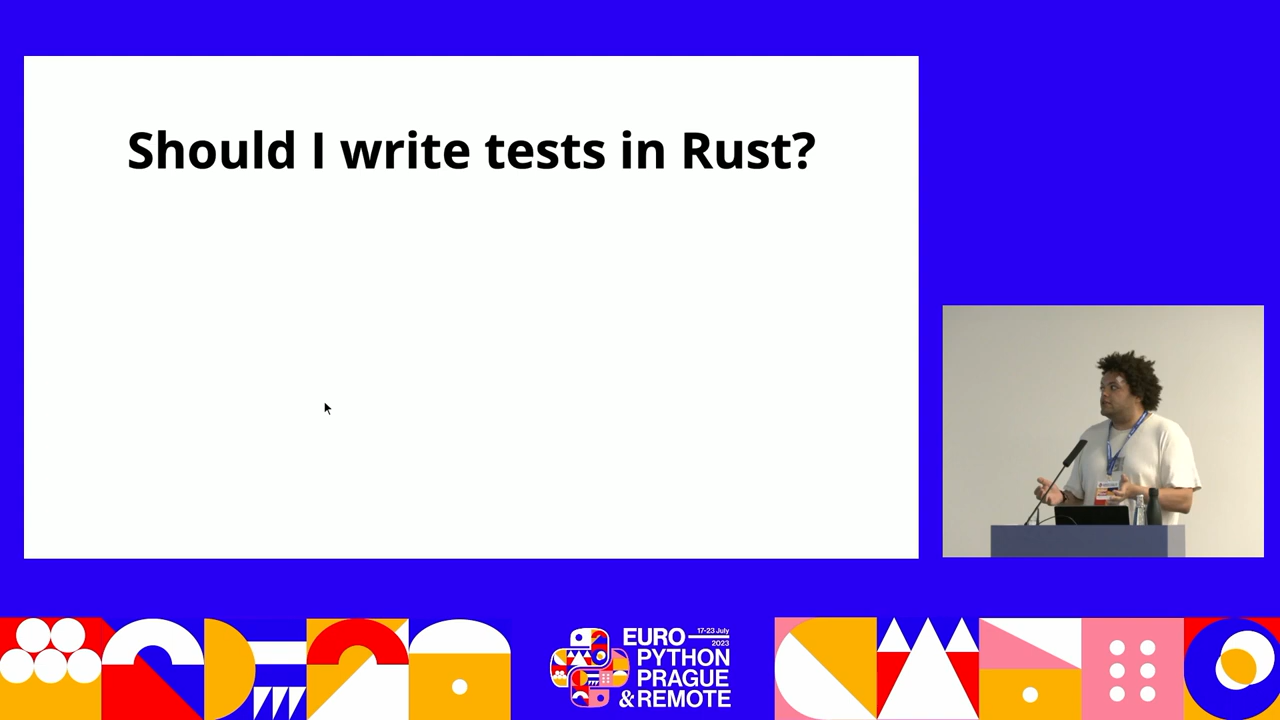 Should I write tests in Rust?
EURO
17-23 July
2023
PYTHON
PRAGUE
&REMOTE